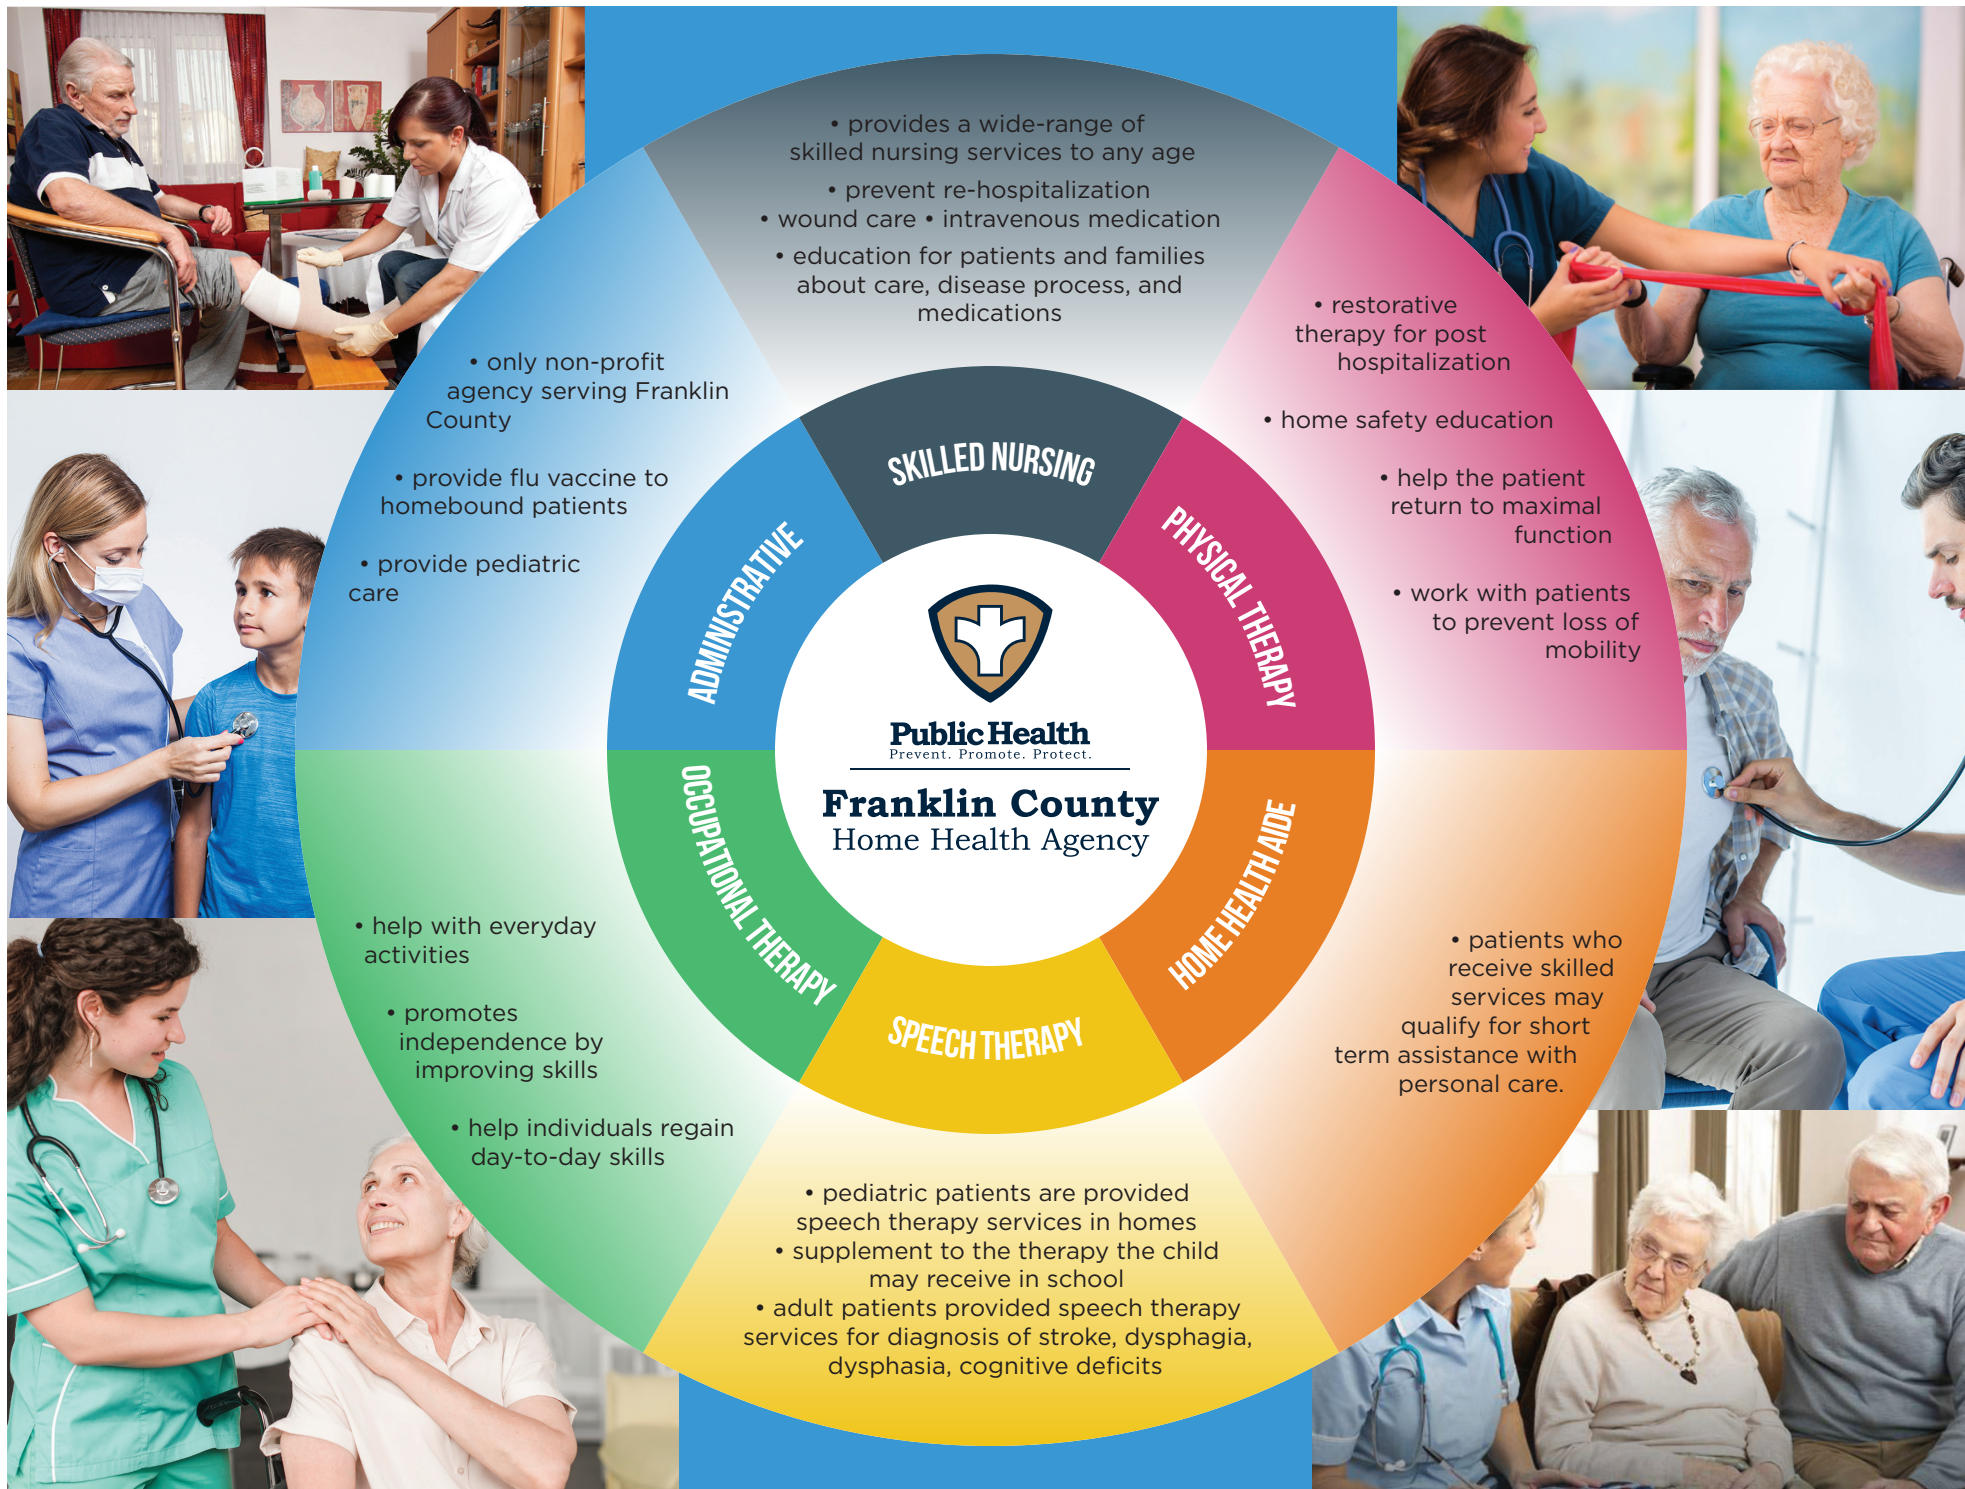 • provides a wide-range of
skilled nursing services to any age
• prevent re-hospitalization
• wound care • intravenous medication
• education for patients and families
about care, disease process, and
medications
SKILLED NURSING
• restorative
therapy for post
hospitalization
• home safety education
• help the patient
return to maximal
function
• work with patients
to prevent loss of
mobility
PHYSICAL THERAPY
• patients who
receive skilled
services may
qualify for short
term assistance with
personal care.
HOME HEALTH AIDE
SPEECH THERAPY
• pediatric patients are provided
speech therapy services in homes
• supplement to the therapy the child
may receive in school
• adult patients provided speech therapy
services for diagnosis of stroke, dysphagia,
dysphasia, cognitive deficits
OCCUPATIONAL THERAPY
• help with everyday
activities
• promotes
independence by
improving skills
• help individuals regain
day-to-day skills
ADMINISTRATIVE
• only non-profit
agency serving Franklin
County
• provide flu vaccine to
homebound patients
• provide pediatric
care
Public Health
Prevent. Promote. Protect.
Franklin County
Home Health Agency